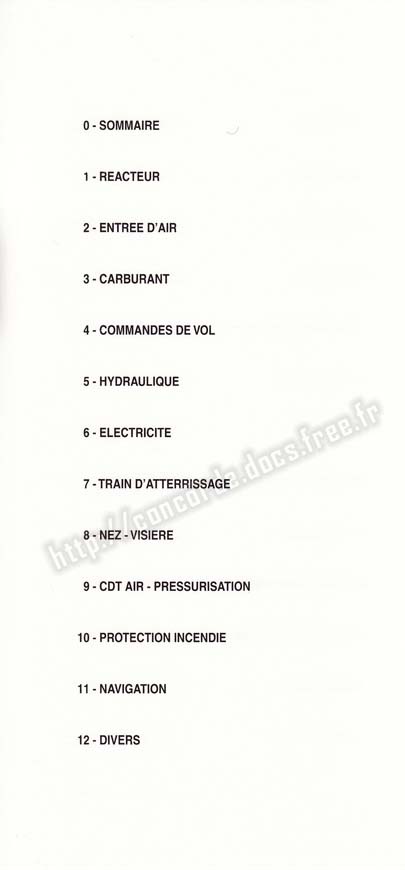 0 - SOMMAIRE
1 - REACTEUR
2 - ENTREE D'AIR
3 - CARBURANT
4 - COMMANDES DE VOL
5 - HYDRAULIQUE
6 - ELECTRICITE
7 - TRAIN D'ATTERRISSAGE
8 - NEZ - VISIERE
9 - CDT AIR - PRESSURISATION
10 - PROTECTION INCENDIE
11 - NAVIGATION
12 - DIVERS
http://concorde.docs.free.fr